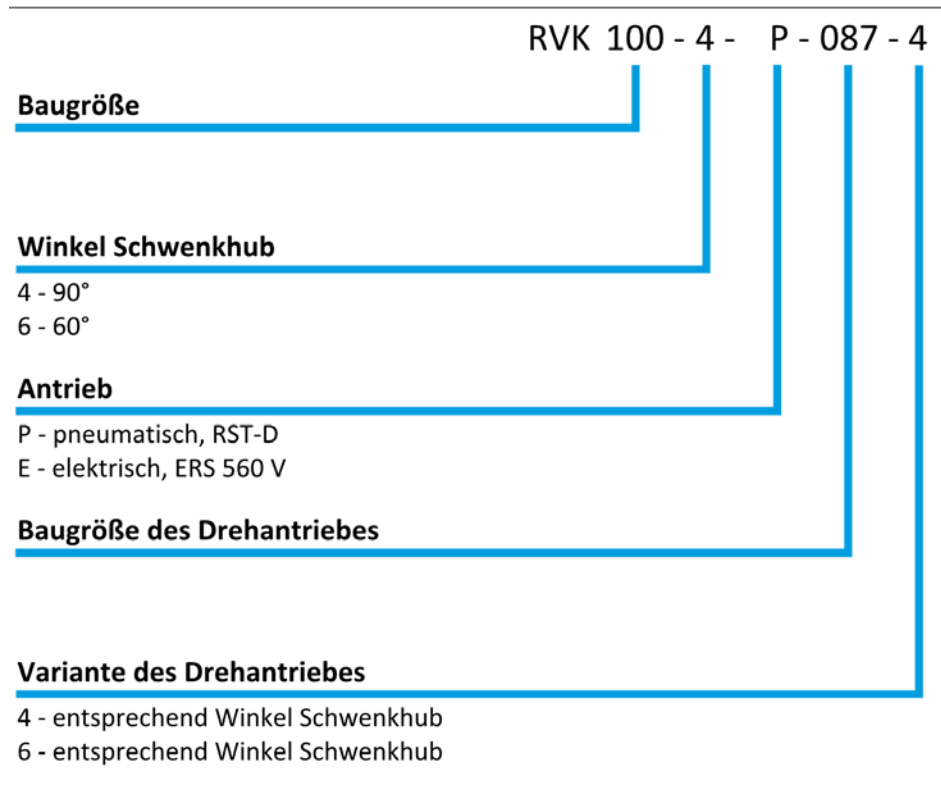 RVK 100 - 4 - P - 087 - 4
Baugröße
Winkel Schwenkhub
4 - 90°
6 - 60°
Antrieb
P - pneumatisch, RST-D
E - elektrisch, ERS 560 V
Baugröße des Drehantriebes
Variante des Drehantriebes
4 - entsprechend Winkel Schwenkhub
6 - entsprechend Winkel Schwenkhub